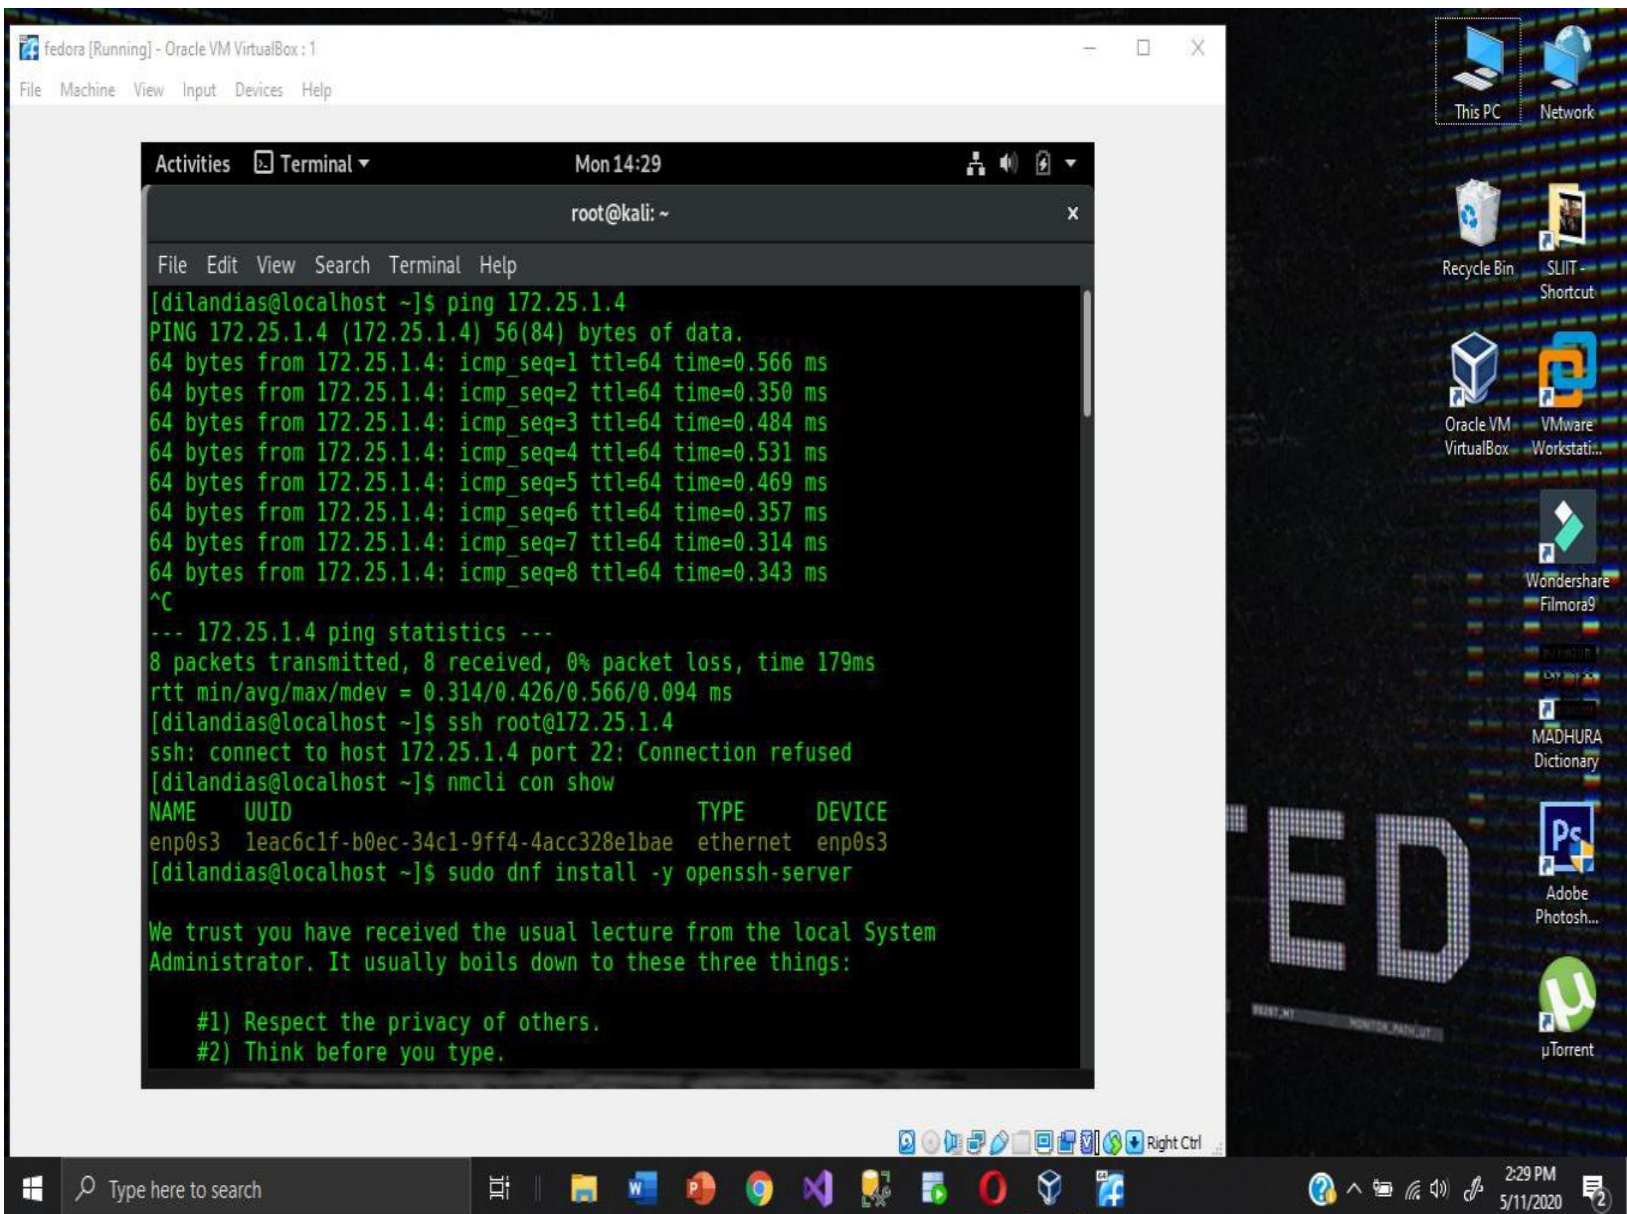 fedora [Running] - Oracle VM VirtualBox : 1
File Machine View Input Devices Help
Activities Terminal Mon 14:29
root@kali: ~ x
File Edit View Search Terminal Help
[dilandias@localhost ~]$ ping 172.25.1.4
PING 172.25.1.4 (172.25.1.4) 56(84) bytes of data.
64 bytes from 172.25.1.4: icmp_seq=1 ttl=64 time=0.566 ms
64 bytes from 172.25.1.4: icmp_seq=2 ttl=64 time=0.350 ms
64 bytes from 172.25.1.4: icmp_seq=3 ttl=64 time=0.484 ms
64 bytes from 172.25.1.4: icmp_seq=4 ttl=64 time=0.531 ms
64 bytes from 172.25.1.4: icmp_seq=5 ttl=64 time=0.469 ms
64 bytes from 172.25.1.4: icmp_seq=6 ttl=64 time=0.357 ms
64 bytes from 172.25.1.4: icmp_seq=7 ttl=64 time=0.314 ms
64 bytes from 172.25.1.4: icmp_seq=8 ttl=64 time=0.343 ms
^C
--- 172.25.1.4 ping statistics ---
8 packets transmitted, 8 received, 0% packet loss, time 179ms
rtt min/avg/max/mdev = 0.314/0.426/0.566/0.094 ms
[dilandias@localhost ~]$ ssh root@172.25.1.4
ssh: connect to host 172.25.1.4 port 22: Connection refused
[dilandias@localhost ~]$ nmcli con show
NAME UUID TYPE DEVICE
enp0s3 1eac6c1f-b0ec-34c1-9ff4-4acc328e1bae ethernet enp0s3
[dilandias@localhost ~]$ sudo dnf install -y openssh-server
We trust you have received the usual lecture from the local System
Administrator. It usually boils down to these three things:
#1) Respect the privacy of others.
#2) Think before you type.
Right Ctrl
This PC
Network
Recycle Bin
SLIIT -
Shortcut
Oracle VM
VirtualBox
VMware
Workstati...
Wondershare
Filmora9
MADHURA
Dictionary
Ps
Adobe
Photosh...
µTorrent
ED
Type here to search
2:29 PM
5/11/2020
2